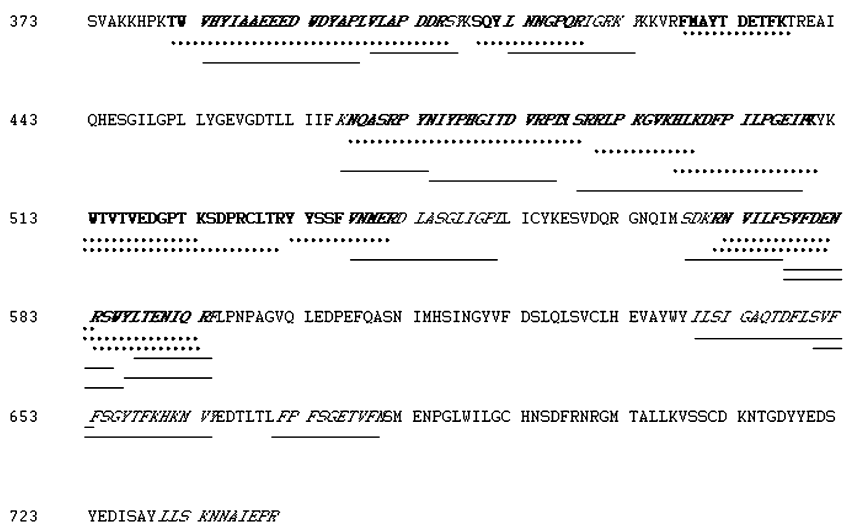 373 SVAKKHPKTW VHYIAAEEED WDYAPLVLAP DDRSYKSQYL NNGPQRIGRK YKKVRFMAYT DETFKTREAI
443 QHESGILGPL LYGEVGDTLL IIFKNQASRP YNIYPHGITD VRPLYSRRLP KGVKHLKDFP ILPGEIFKYK
513 WTVTVEDGPT KSDPRCLTRY YSSFVNMERD LASGLIGPLL ICYKESVDQR GNQIMSDKRN VILFSVFDEN
583 RSWYLTENIQ RFLPNPAGVQ LEDPEFQASN IMHSINGYVF DSLQLSVCLH EVAYWYILSI GAQTDFLSVF
653 FSGYTFKHKM VYEDTLTLFP FSGETVFMSM ENPGLWILGC HNSDFRNRGM TALLKVSSCD KNTGDYYEDS
723 YEDISAYLLS KNNAIEPR